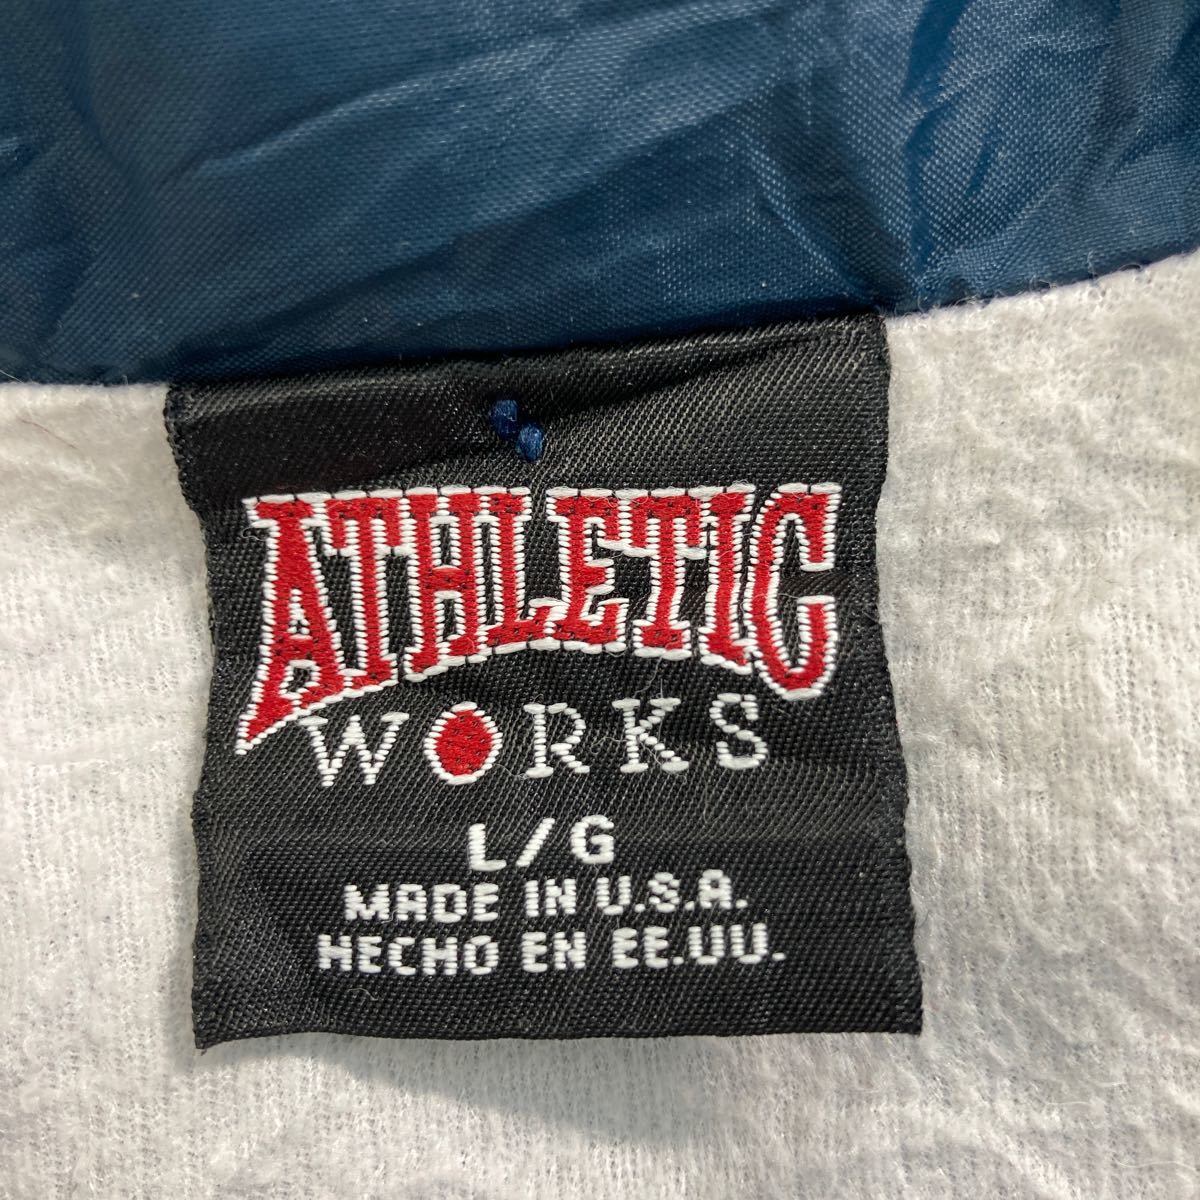 ATHLETIC
WORKS
L/G
MADE IN U.S.A.
HECHO EN EE.UU.